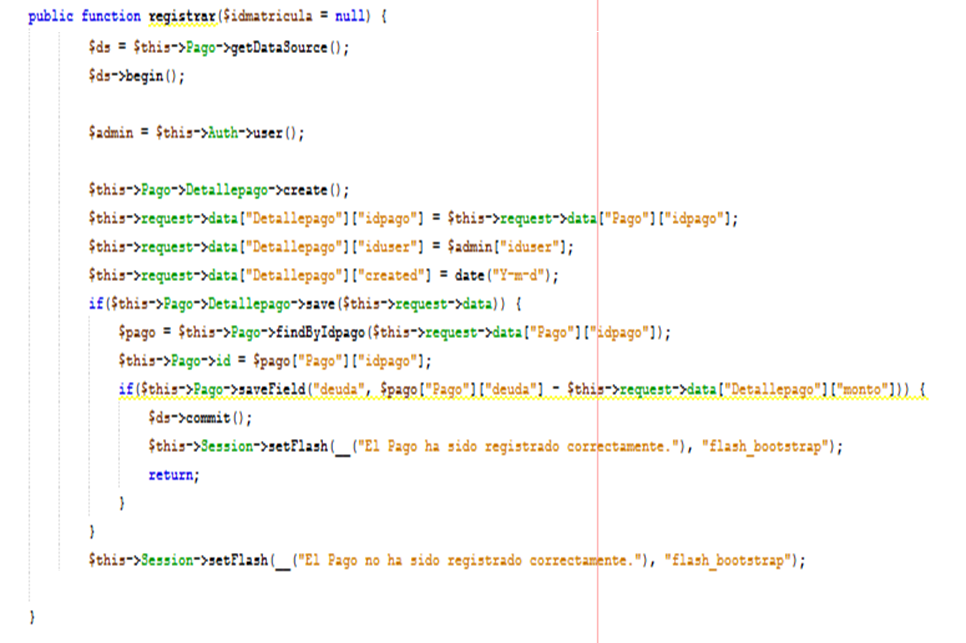 public function registrar($idmatricula = null) {
$ds = $this->Pago->getDataSource();
$ds->begin();
$admin = $this->Auth->user();
$this->Pago->Detallepago->create();
$this->request->data["Detallepago"]["idpago"] = $this->request->data["Pago"]["idpago"];
$this->request->data["Detallepago"]["iduser"] = $admin["iduser"];
$this->request->data["Detallepago"]["created"] = date("Y-m-d");
if($this->Pago->Detallepago->save($this->request->data)) {
$pago = $this->Pago->findByIdpago($this->request->data["Pago"]["idpago"]);
$this->Pago->id = $pago["Pago"]["idpago"];
if($this->Pago->saveField("deuda", $pago["Pago"]["deuda"] - $this->request->data["Detallepago"]["monto"])) {
$ds->commit();
$this->Session->setFlash(__("El Pago ha sido registrado correctamente."), "flash_bootstrap");
return;
}
}
$this->Session->setFlash(__("El Pago no ha sido registrado correctamente."), "flash_bootstrap");
}